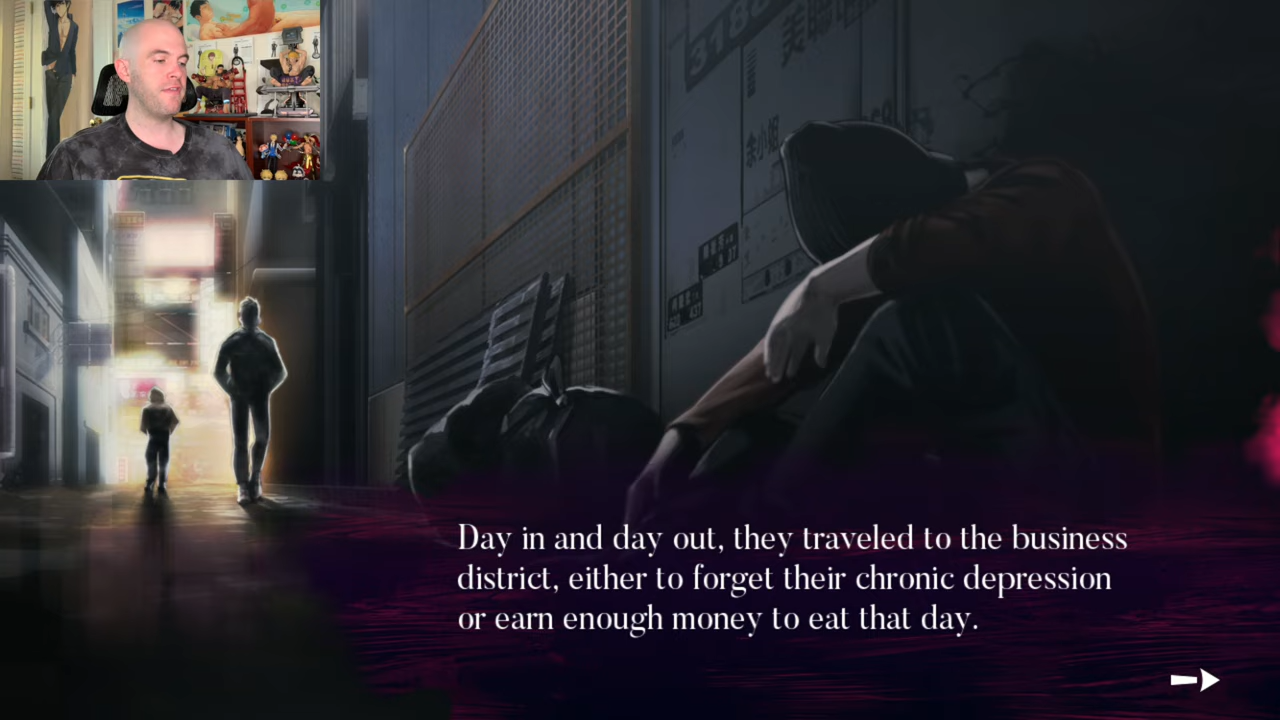 Day in and day out, they traveled to the business
district, either to forget their chronic depression
or earn enough money to eat that day.